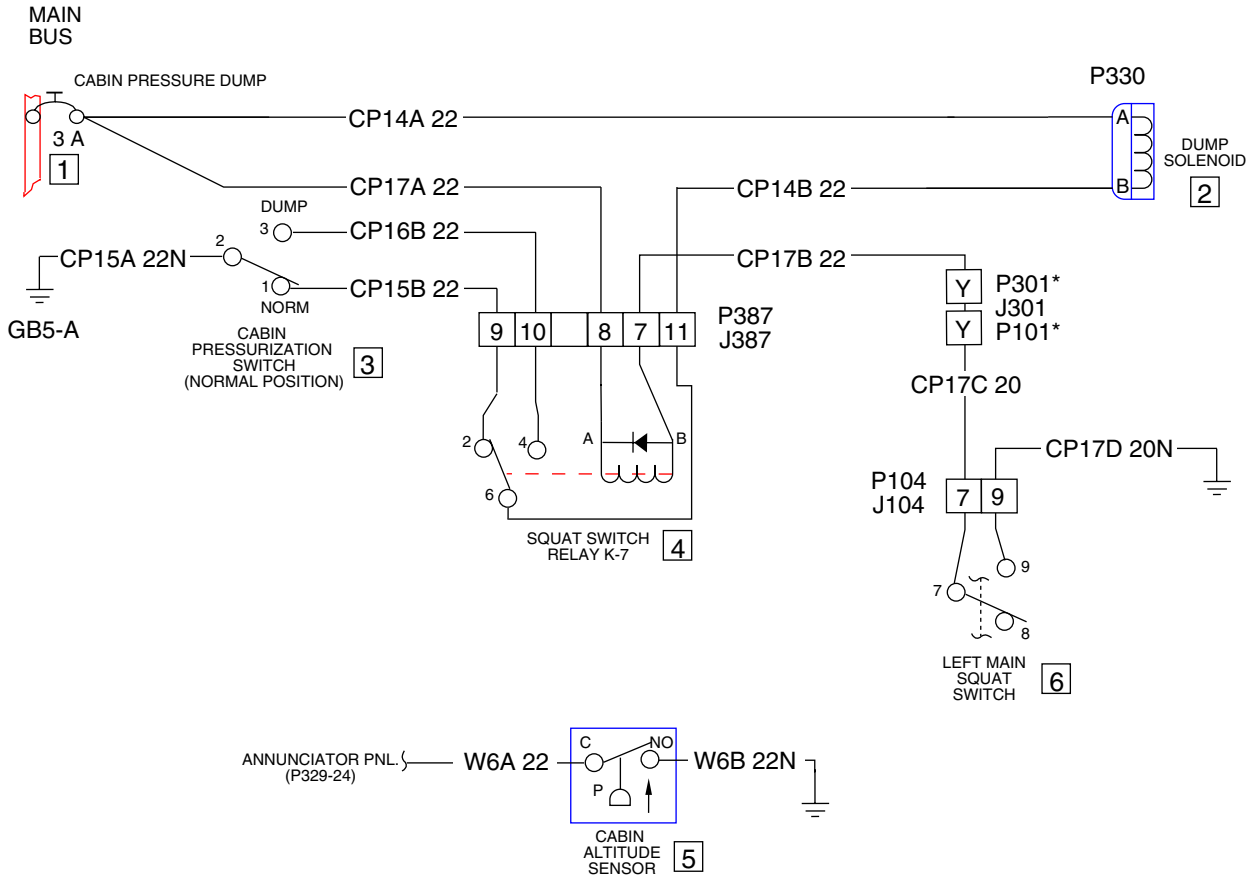 MAIN
BUS
CABIN PRESSURE DUMP
3 A
1
CP14A 22
P330
A
B
DUMP
SOLENOID
2
CP17A 22
CP14B 22
DUMP
3
CP16B 22
2
CP15A 22N
1
NORM
CP15B 22
CP17B 22
GB5-A
CABIN
PRESSURIZATION
SWITCH
(NORMAL POSITION)
3
9 10 8 7 11
P387
J387
Y
Y
P301*
J301
P101*
CP17C 20
2
4
A
B
6
SQUAT SWITCH
RELAY K-7
4
CP17D 20N
P104
J104
7 9
9
7
8
LEFT MAIN
SQUAT
SWITCH
6
ANNUNCIATOR PNL.
(P329-24)
W6A 22
C
NO
P
W6B 22N
CABIN
ALTITUDE
SENSOR
5